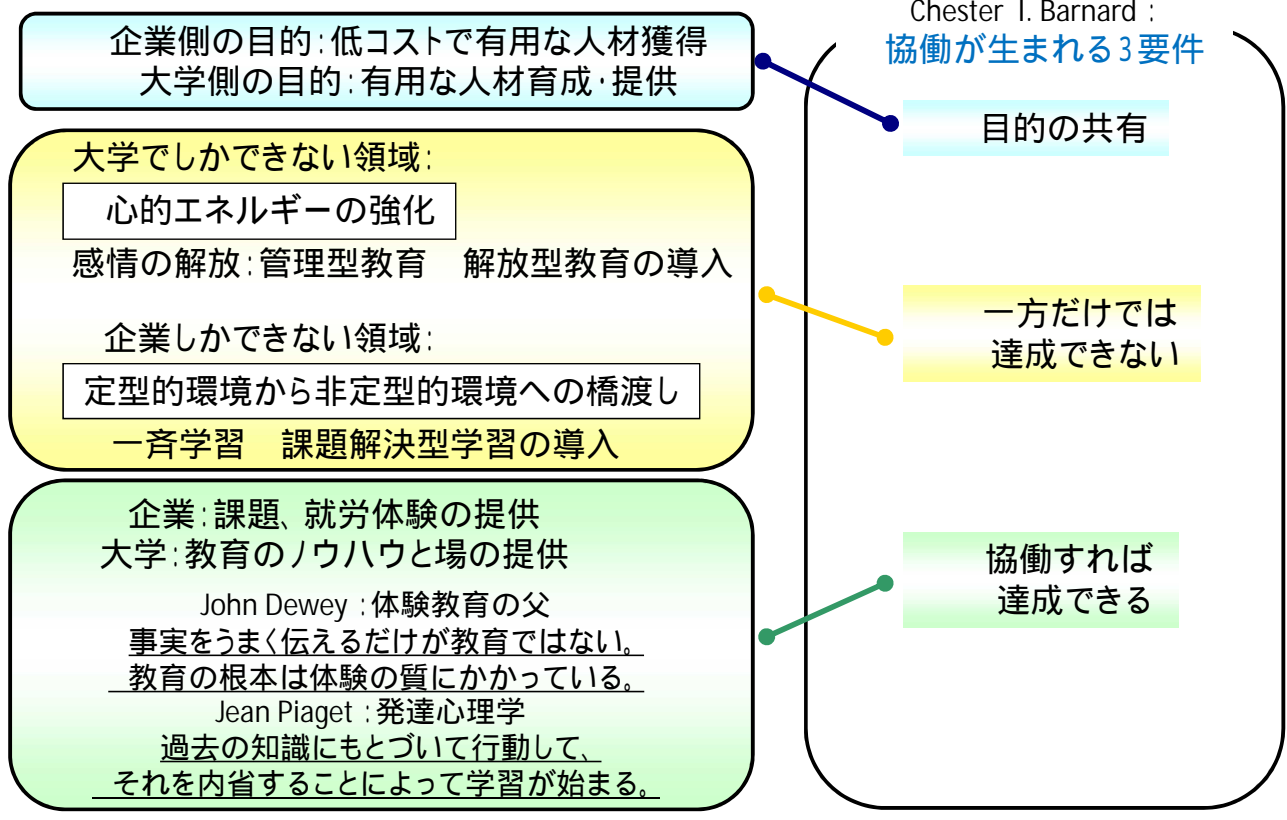 企業側の目的:低コストで有用な人材獲得
大学側の目的:有用な人材育成・提供
大学でしかできない領域:
心的エネルギーの強化
感情の解放:管理型教育　解放型教育の導入
企業しかできない領域:
定型的環境から非定型的環境への橋渡し
一斉学習　課題解決型学習の導入
企業:課題、就労体験の提供
大学:教育のノウハウと場の提供
John Dewey:体験教育の父
事実をうまく伝えるだけが教育ではない。
教育の根本は体験の質にかかっている。
Jean Piaget:発達心理学
過去の知識にもとづいて行動して、
それを内省することによって学習が始まる。
Chester I. Barnard:
協働が生まれる3要件
目的の共有
一方だけでは
達成できない
協働すれば
達成できる